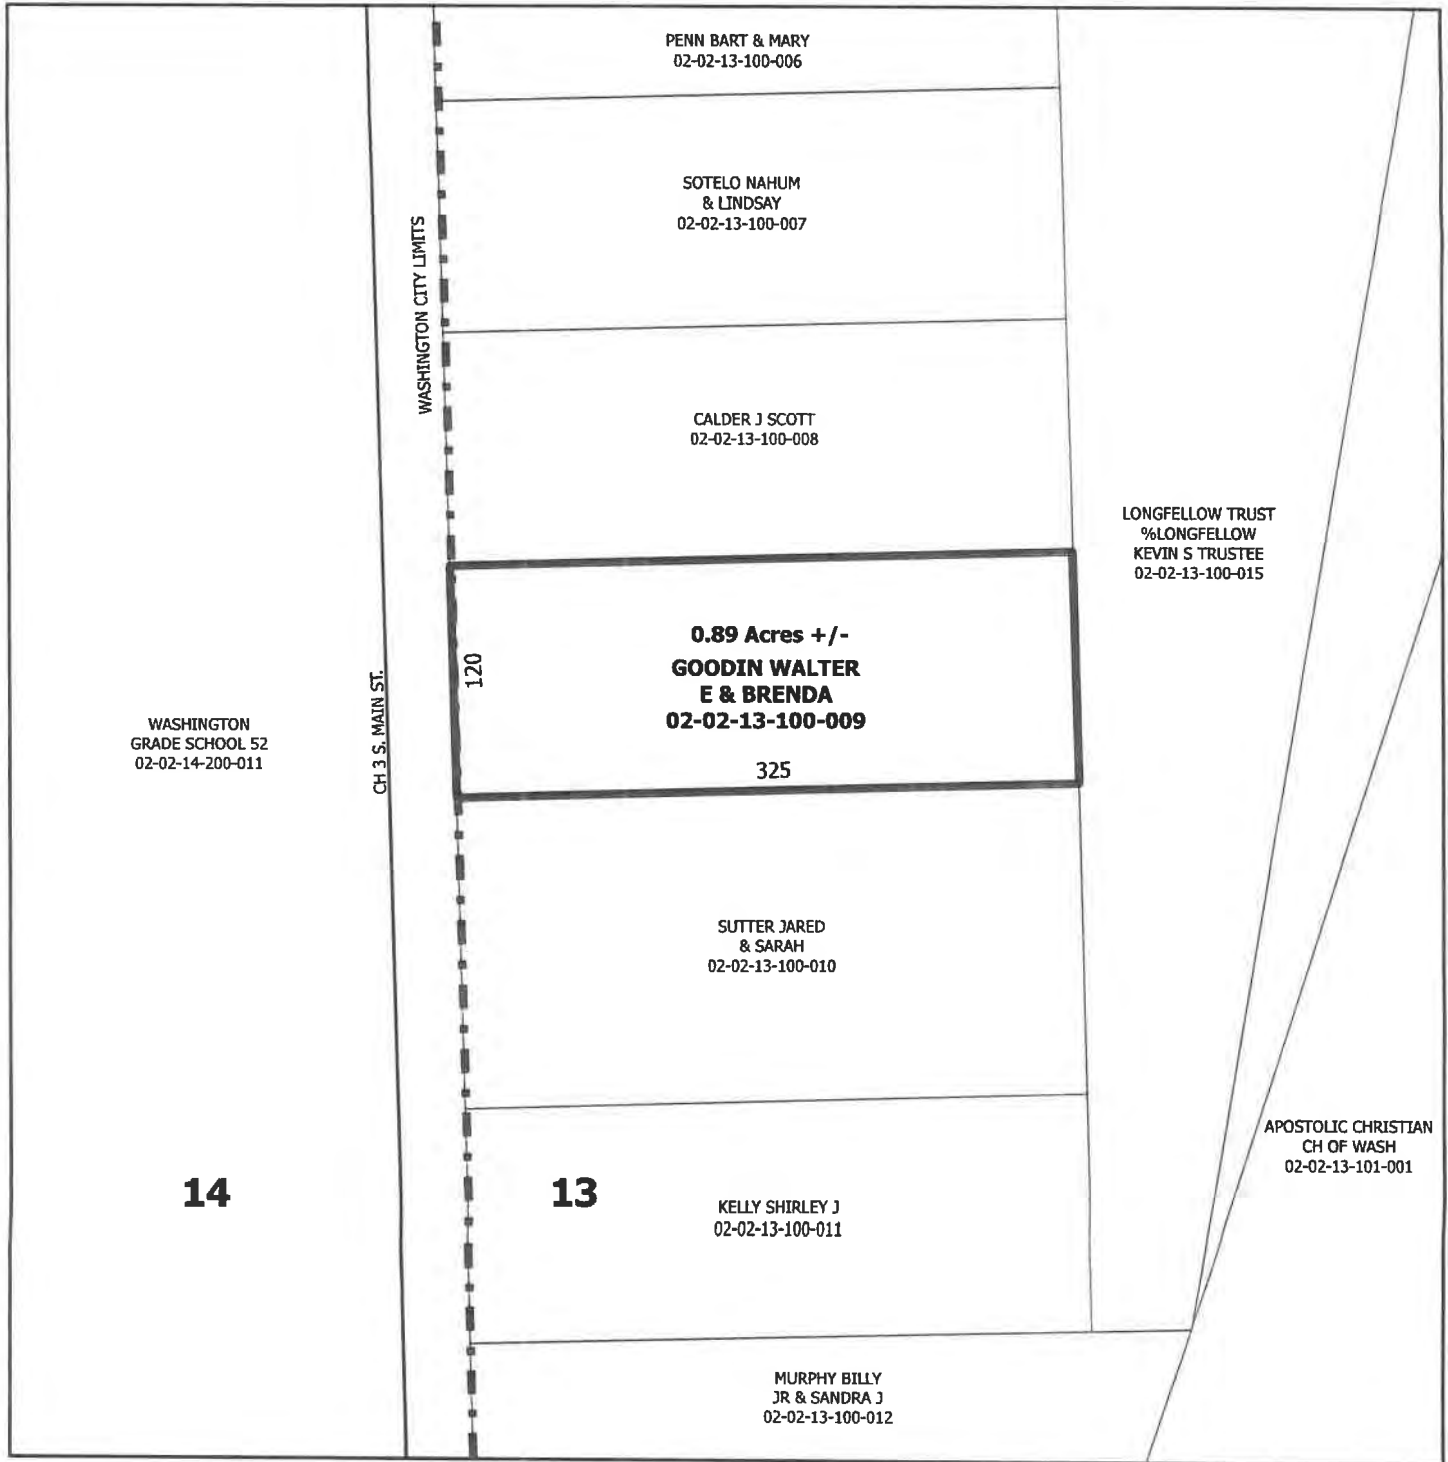 PENN BART & MARY
02-02-13-100-006
SOTELO NAHUM
& LINDSAY
02-02-13-100-007
WASHINGTON CITY LIMITS
CALDER J SCOTT
02-02-13-100-008
LONGFELLOW TRUST
%LONGFELLOW
KEVIN S TRUSTEE
02-02-13-100-015
0.89 Acres +/-
GOODIN WALTER
E & BRENDA
02-02-13-100-009
120
325
CH 3 S. MAIN ST.
WASHINGTON
GRADE SCHOOL 52
02-02-14-200-011
SUTTER JARED
& SARAH
02-02-13-100-010
APOSTOLIC CHRISTIAN
CH OF WASH
02-02-13-101-001
14
13
KELLY SHIRLEY J
02-02-13-100-011
MURPHY BILLY
JR & SANDRA J
02-02-13-100-012